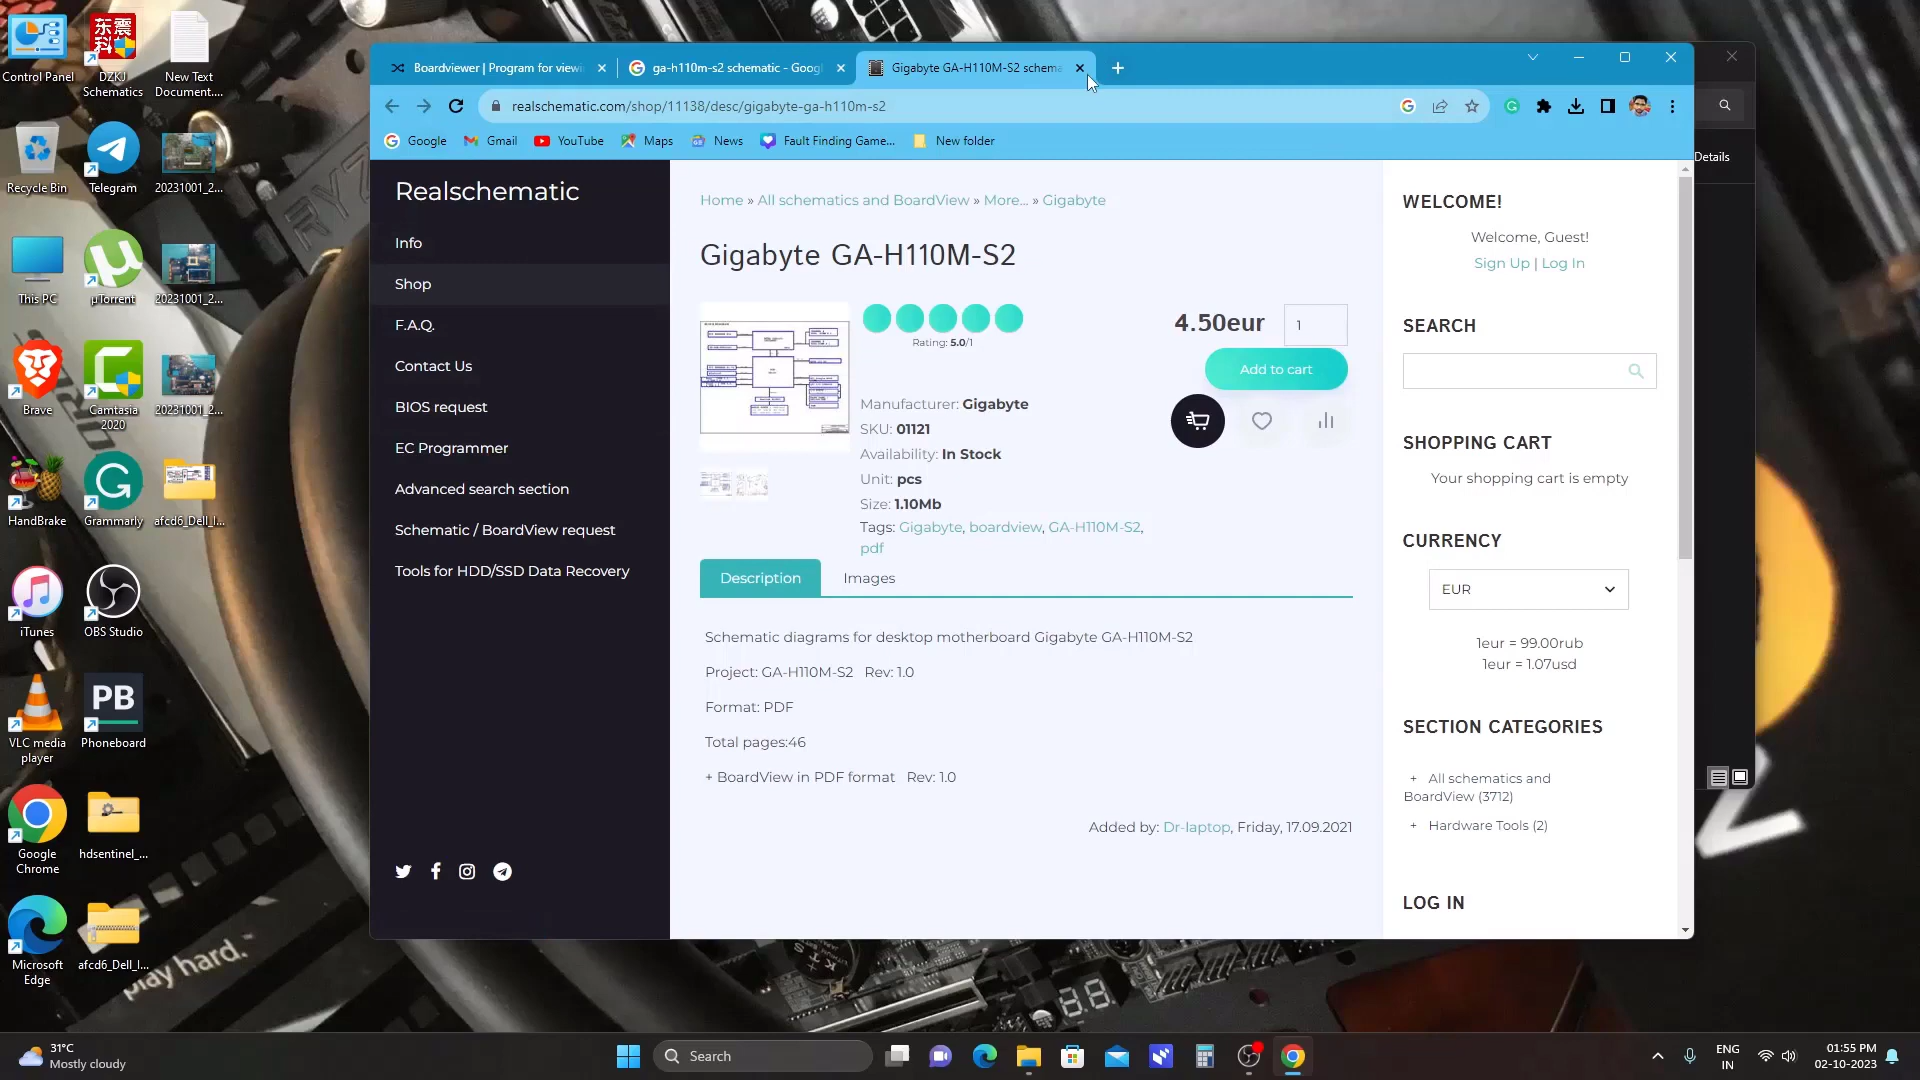 Control Panel
DZKJ
Schematics
New Text
Document....
Recycle Bin
Telegram
20231001_2...
This PC
µTorrent
20231001_2...
Brave
Camtasia
2020
20231001_2...
HandBrake
Grammarly
afcd6_Dell_I...
iTunes
OBS Studio
VLC media
player
PB
Phoneboard
Google
Chrome
hdsentinel_...
Microsoft
Edge
afcd6_Dell_I...
东震
科
play hard.
Boardviewer | Program for viewi
ga-h110m-s2 schematic - Goog
Gigabyte GA-H110M-S2 schema
realschematic.com/shop/11138/desc/gigabyte-ga-h110m-s2
Google Gmail YouTube Maps News Fault Finding Game... New folder
Details
Realschematic
Info
Shop
F.A.Q.
Contact Us
BIOS request
EC Programmer
Advanced search section
Schematic / BoardView request
Tools for HDD/SSD Data Recovery
Home » All schematics and BoardView » More... » Gigabyte
Gigabyte GA-H110M-S2
Rating: 5.0/1
4.50eur
1
Add to cart
Manufacturer: Gigabyte
SKU: 01121
Availability: In Stock
Unit: pcs
Size: 1.10Mb
Tags: Gigabyte, boardview, GA-H110M-S2,
pdf
Description
Images
Schematic diagrams for desktop motherboard Gigabyte GA-H110M-S2
Project: GA-H110M-S2 Rev: 1.0
Format: PDF
Total pages:46
+ BoardView in PDF format Rev: 1.0
Added by: Dr-laptop, Friday, 17.09.2021
WELCOME!
Welcome, Guest!
Sign Up | Log In
SEARCH
SHOPPING CART
Your shopping cart is empty
CURRENCY
EUR
1eur = 99.00rub
1eur = 1.07usd
SECTION CATEGORIES
+ All schematics and
BoardView (3712)
+ Hardware Tools (2)
LOG IN
31°C
Mostly cloudy
Search
ENG
IN
01:55 PM
02-10-2023